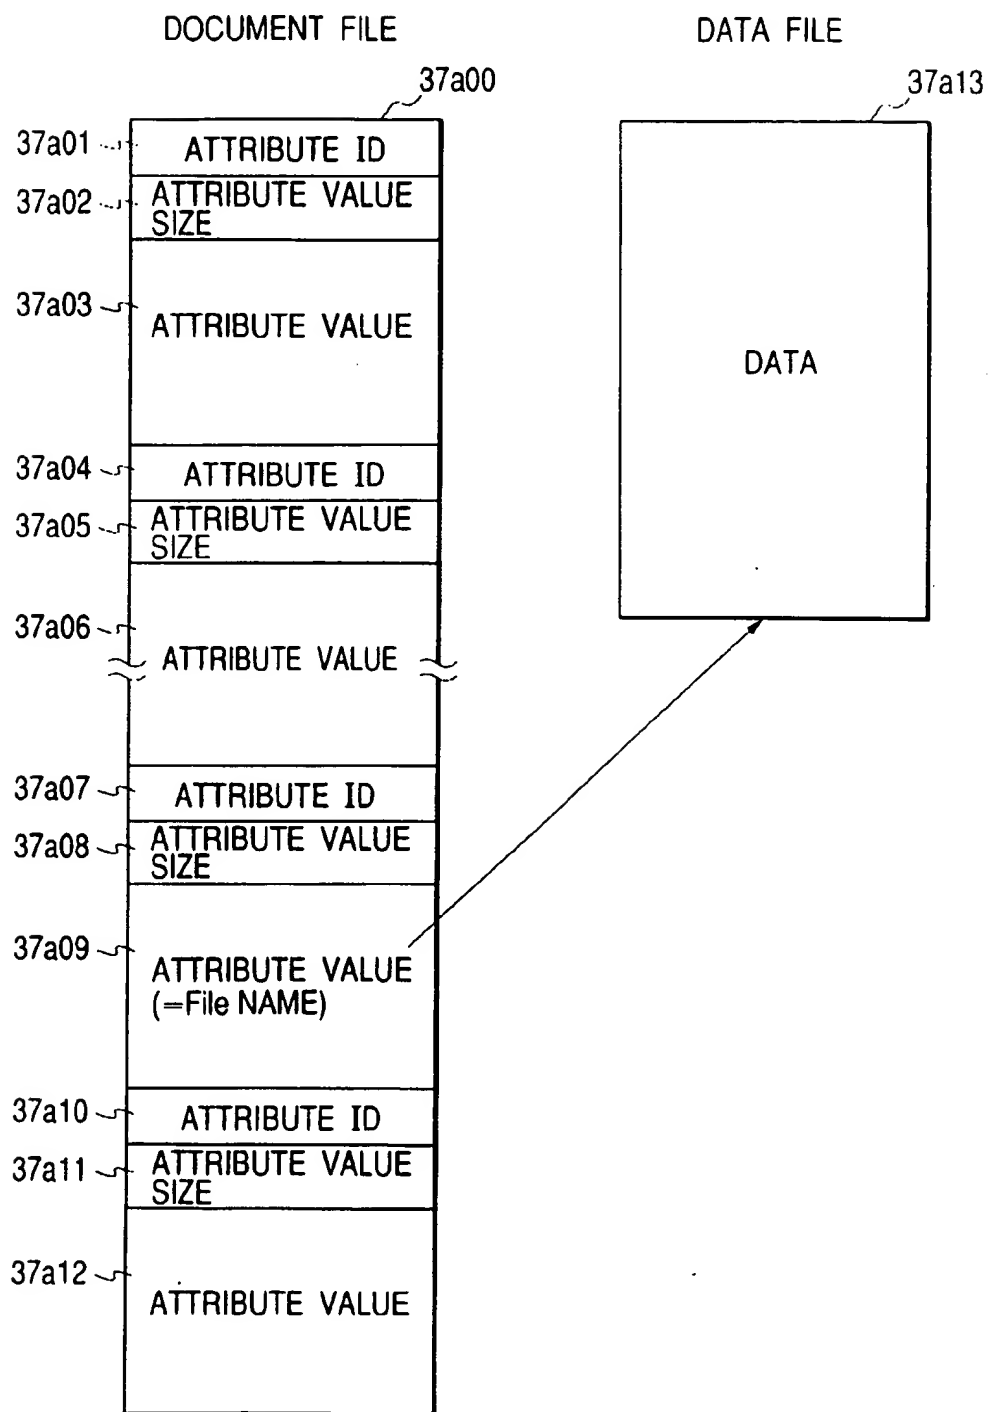 DOCUMENT FILE
DATA FILE
37a00
37a13
37a01
ATTRIBUTE ID
37a02
ATTRIBUTE VALUE
SIZE
37a03
ATTRIBUTE VALUE
DATA
37a04
ATTRIBUTE ID
37a05
ATTRIBUTE VALUE
SIZE
37a06
ATTRIBUTE VALUE
37a07
ATTRIBUTE ID
37a08
ATTRIBUTE VALUE
SIZE
37a09
ATTRIBUTE VALUE
(=File NAME)
37a10
ATTRIBUTE ID
37a11
ATTRIBUTE VALUE
SIZE
37a12
ATTRIBUTE VALUE